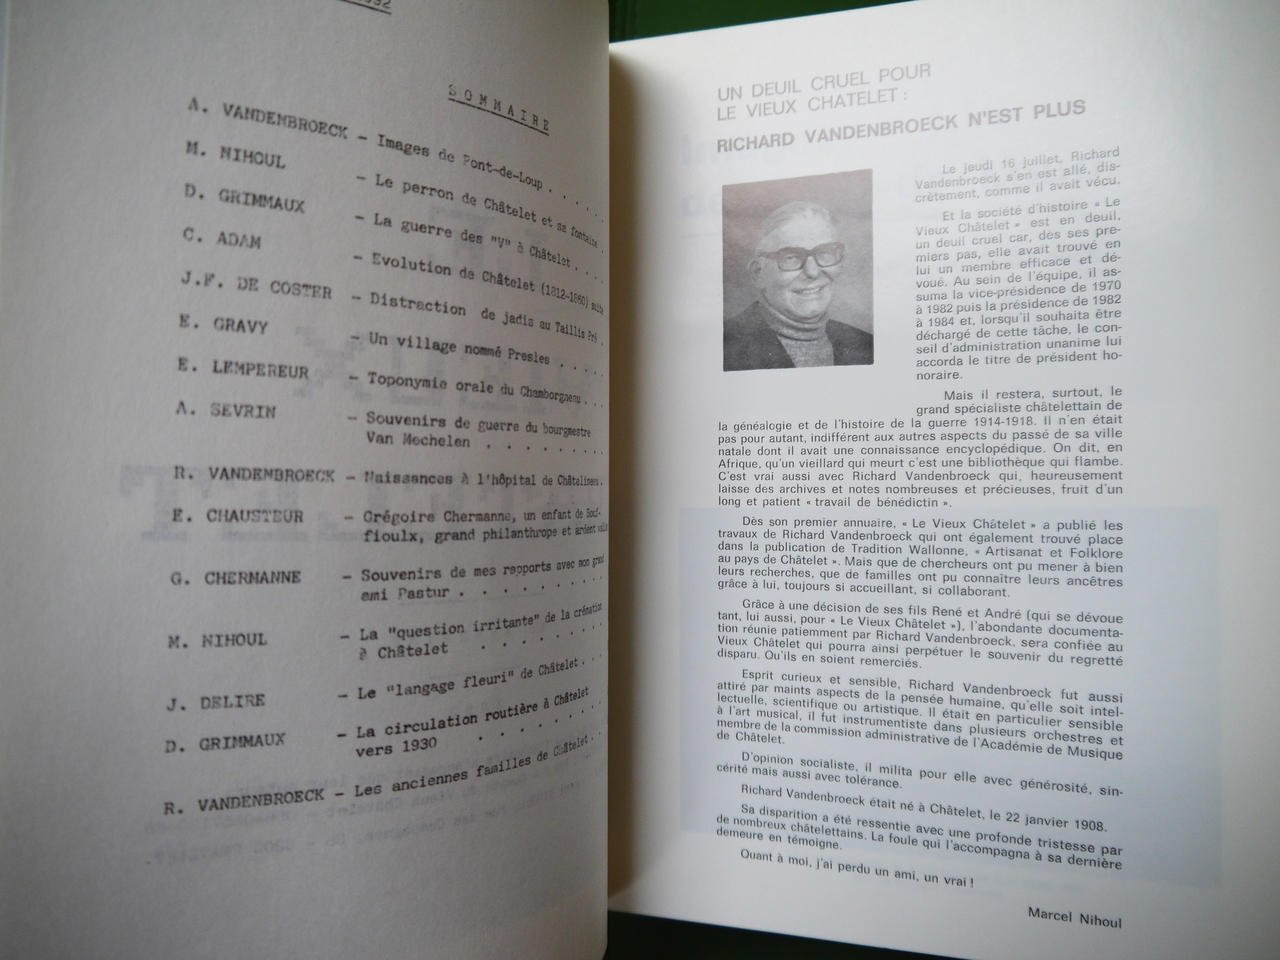 SOMMAIRE
A. VANDENBROECK - Images de Pont-de-Loup . . . . .
M. NIHOUL - Le perron de Châtelet et sa fontaine .
D. GRIMMAUX - La guerre des "V" à Châtelet . . . .
C. ADAM - Evolution de Châtelet (1812-1860) suite
J.F. DE COSTER - Distraction de jadis au Taillis Pré .
E. GRAVY - Un village nommé Presles . . . . .
E. LEMPEREUR - Toponymie orale du Chamborgneau . . .
A. SEVRIN - Souvenirs de guerre du bourgmestre
Van Mechelen . . . . . . . .
R. VANDENBROECK - Naissances à l'hôpital de Châtelineau.
E. CHAUSTEUR - Grégoire Chermanne, un enfant de Bouf-
fioulx, grand philanthrope et ardent
G. CHERMANNE - Souvenirs de mes rapports avec mon grand
ami Pastur . . . . . . . .
M. NIHOUL - La "question irritante" de la crémation
à Châtelet . . . . . . .
J. DELIRE - Le "langage fleuri" de Châtelet . . .
D. GRIMMAUX - La circulation routière à Châtelet
vers 1930 . . . . . . .
R. VANDENBROECK - Les anciennes familles de Châtelet . .
UN DEUIL CRUEL POUR
LE VIEUX CHATELET :
RICHARD VANDENBROECK N'EST PLUS
Le jeudi 16 juillet, Richard
Vandenbroeck s'en est allé, dis-
crètement, comme il avait vécu.
Et la société d'histoire « Le
Vieux Châtelet » est en deuil,
un deuil cruel car, dès ses pre-
miers pas, elle avait trouvé en
lui un membre efficace et dé-
voué. Au sein de l'équipe, il as-
suma la vice-présidence de 1970
à 1982 puis la présidence de 1982
à 1984 et, lorsqu'il souhaita être
déchargé de cette tâche, le con-
seil d'administration unanime lui
accorda le titre de président ho-
noraire.
Mais il restera, surtout, le
grand spécialiste châtelettain de
la généalogie et de l'histoire de la guerre 1914-1918. Il n'en était
pas pour autant, indifférent aux autres aspects du passé de sa ville
natale dont il avait une connaissance encyclopédique. On dit, en
Afrique, qu'un vieillard qui meurt c'est une bibliothèque qui flambe.
C'est vrai aussi avec Richard Vandenbroeck qui, heureusement
laisse des archives et notes nombreuses et précieuses, fruit d'un
long et patient « travail de bénédictin ».
Dès son premier annuaire, « Le Vieux Châtelet » a publié les
travaux de Richard Vandenbroeck qui ont également trouvé place
dans la publication de Tradition Wallonne, « Artisanat et Folklore
au pays de Châtelet ». Mais que de chercheurs ont pu mener à bien
leurs recherches, que de familles ont pu connaître leurs ancêtres
grâce à lui, toujours si accueillant, si collaborant.
Grâce à une décision de ses fils René et André (qui se dévoue
tant, lui aussi, pour « Le Vieux Châtelet »), l'abondante documenta-
tion réunie patiemment par Richard Vandenbroeck, sera confiée au
Vieux Châtelet qui pourra ainsi perpétuer le souvenir du regretté
disparu. Qu'ils en soient remerciés.
Esprit curieux et sensible, Richard Vandenbroeck fut aussi
attiré par maints aspects de la pensée humaine, qu'elle soit intel-
lectuelle, scientifique ou artistique. Il était en particulier sensible
à l'art musical, il fut instrumentiste dans plusieurs orchestres et
membre de la commission administrative de l'Académie de Musique
de Châtelet.
D'opinion socialiste, il milita pour elle avec générosité, sin-
cérité mais aussi avec tolérance.
Richard Vandenbroeck était né à Châtelet, le 22 janvier 1908.
Sa disparition a été ressentie avec une profonde tristesse par
de nombreux châtelettains. La foule qui l'accompagna à sa dernière
demeure en témoigne.
Quant à moi, j'ai perdu un ami, un vrai !
Marcel Nihoul